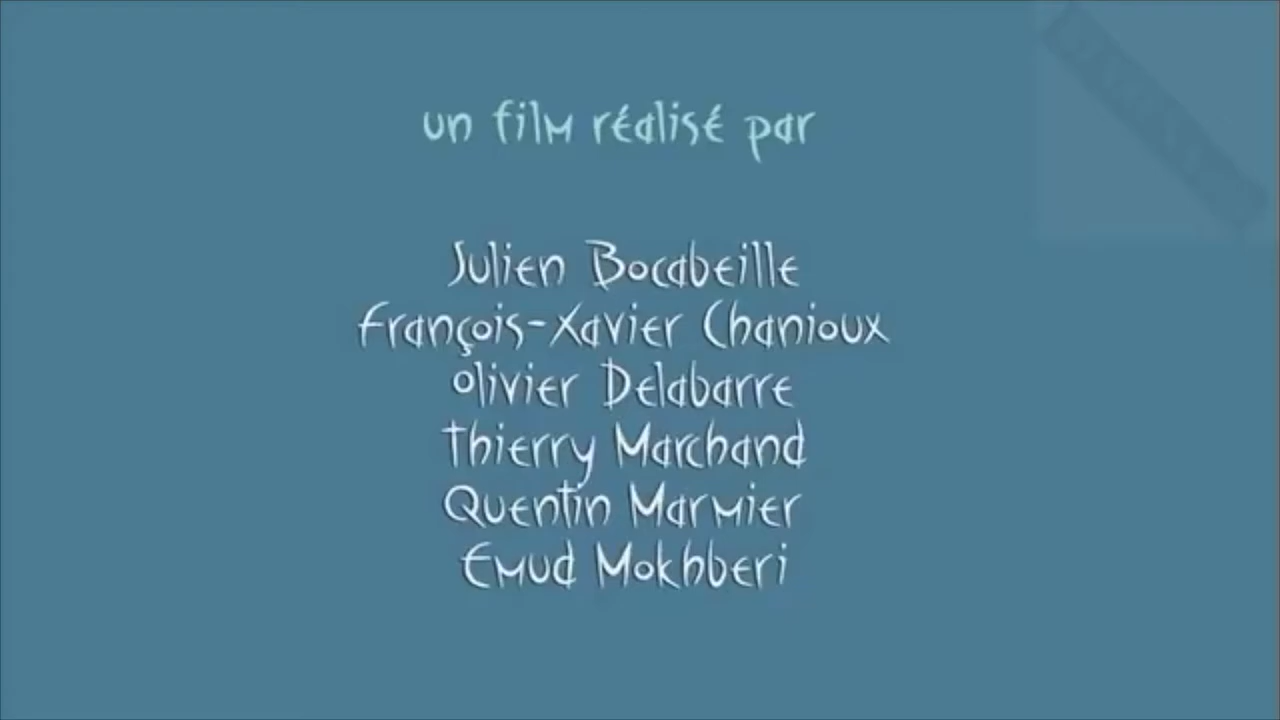 un film réalisé par
Julien Bocabeille
François-Xavier Chanioux
Olivier Delabarre
Thierry Marchand
Quentin Marmier
Emud Mokhberi